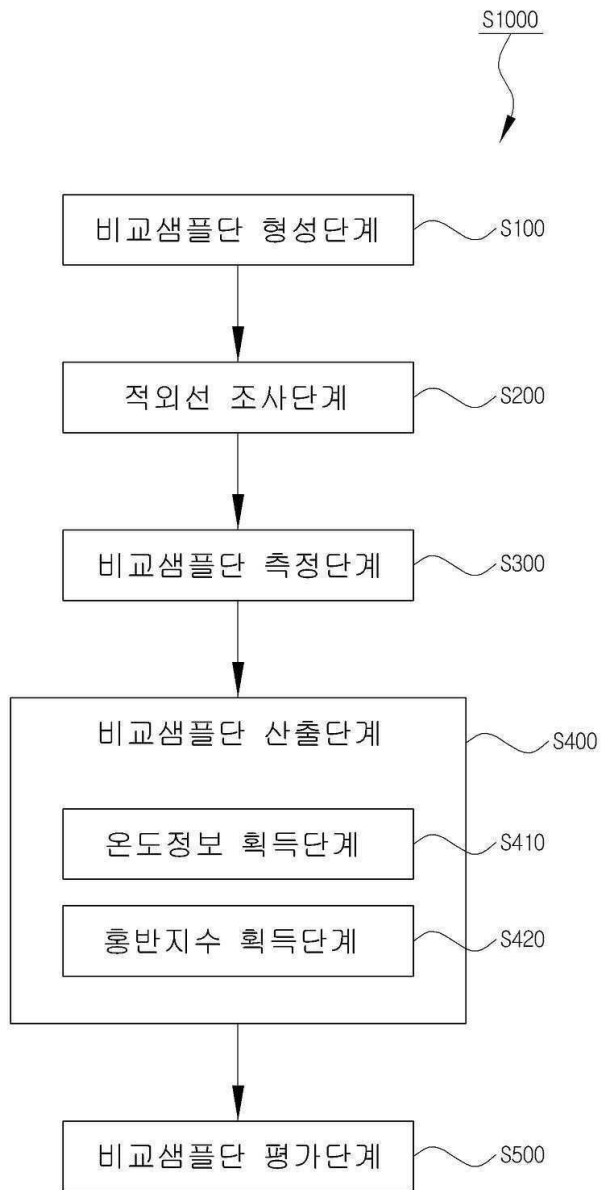 S1000
비교샘플단 형성단계 S100
적외선 조사단계 S200
비교샘플단 측정단계 S300
비교샘플단 산출단계 S400
온도정보 획득단계 S410
홍반지수 획득단계 S420
비교샘플단 평가단계 S500